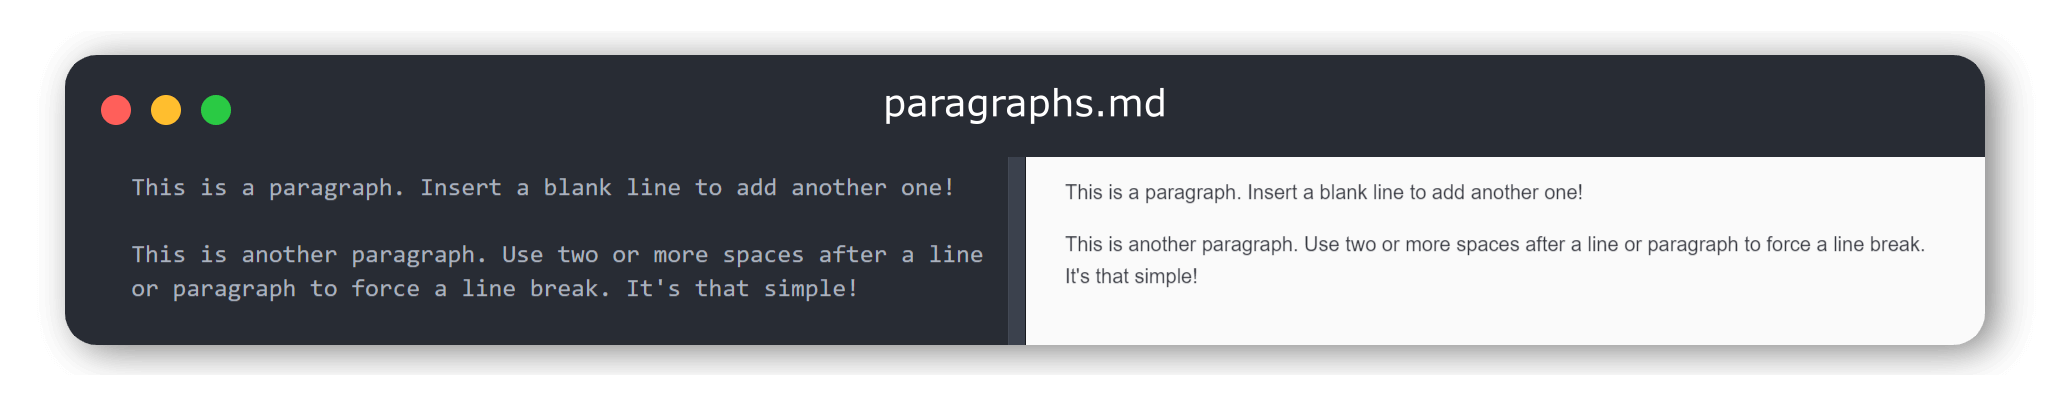 paragraphs.md
This is a paragraph. Insert a blank line to add another one!
This is another paragraph. Use two or more spaces after a line
or paragraph to force a line break. It's that simple!
This is a paragraph. Insert a blank line to add another one!
This is another paragraph. Use two or more spaces after a line or paragraph to force a line break.
It's that simple!